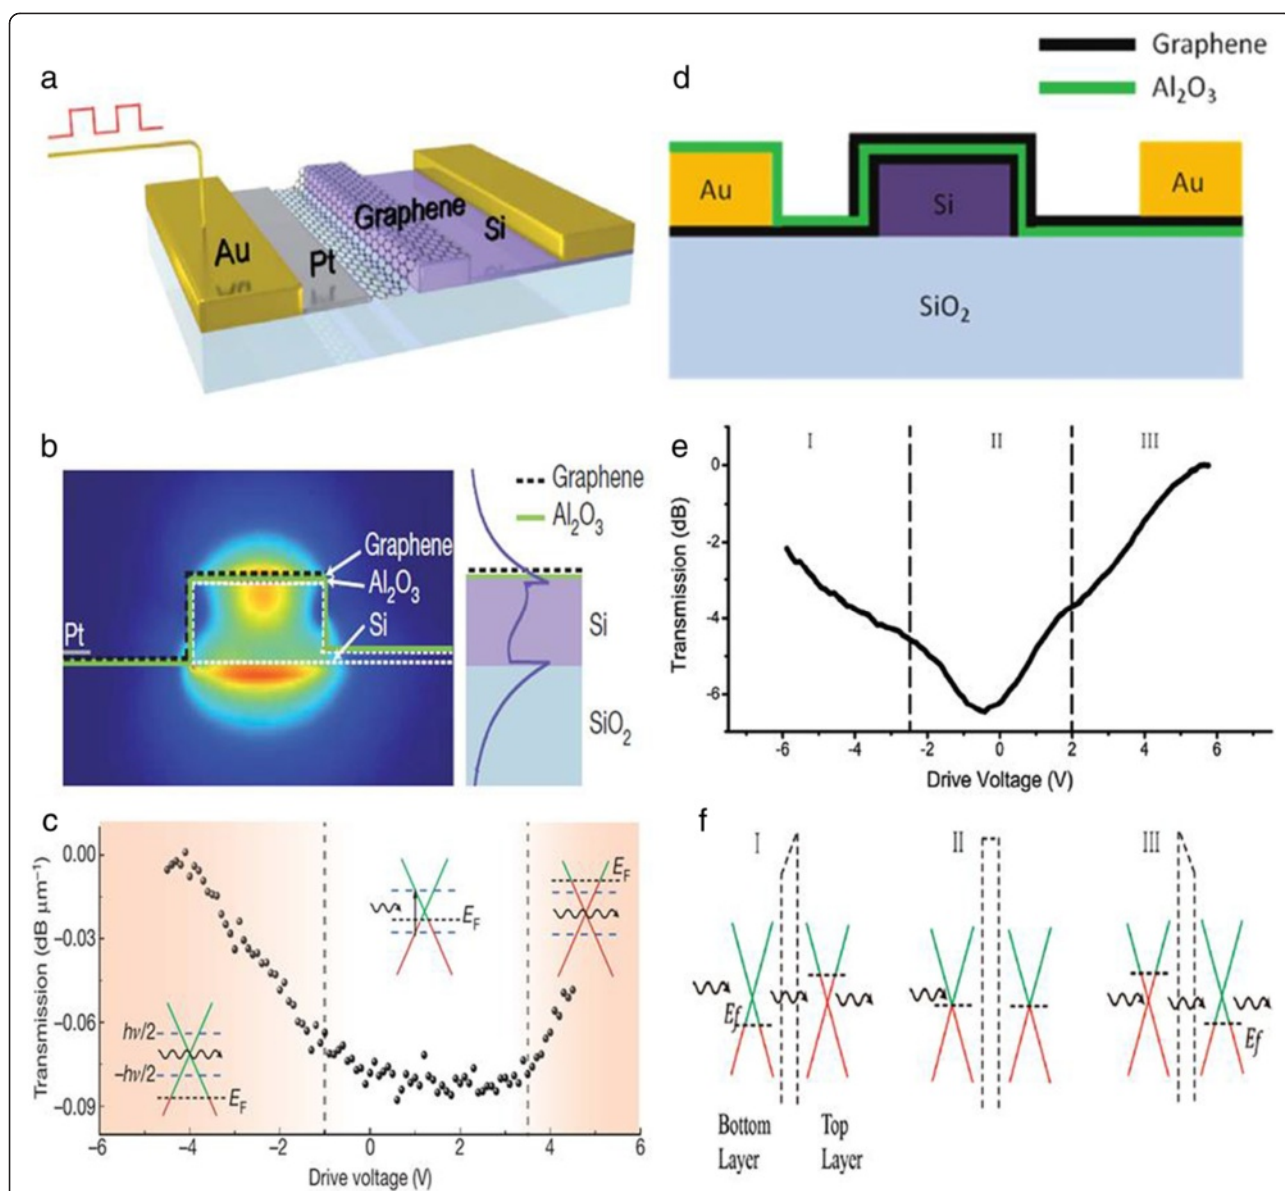 a
Au
Pt
Graphene
Si
d
Graphene
Al₂O₃
Au
Si
Au
SiO₂
b
Graphene
Al₂O₃
Graphene
Al₂O₃
Si
Pt
Si
SiO₂
e
I
II
III
0
-2
-4
-6
Transmission (dB)
-6
-4
-2
0
2
4
6
Drive Voltage (V)
c
0.00
−0.03
−0.06
−0.09
Transmission (dB μm⁻¹)
hν/2
−hν/2
E_F
E_F
E_F
−6
−4
−2
0
2
4
6
Drive voltage (V)
f
I
II
III
Ef
Ef
Bottom
Layer
Top
Layer